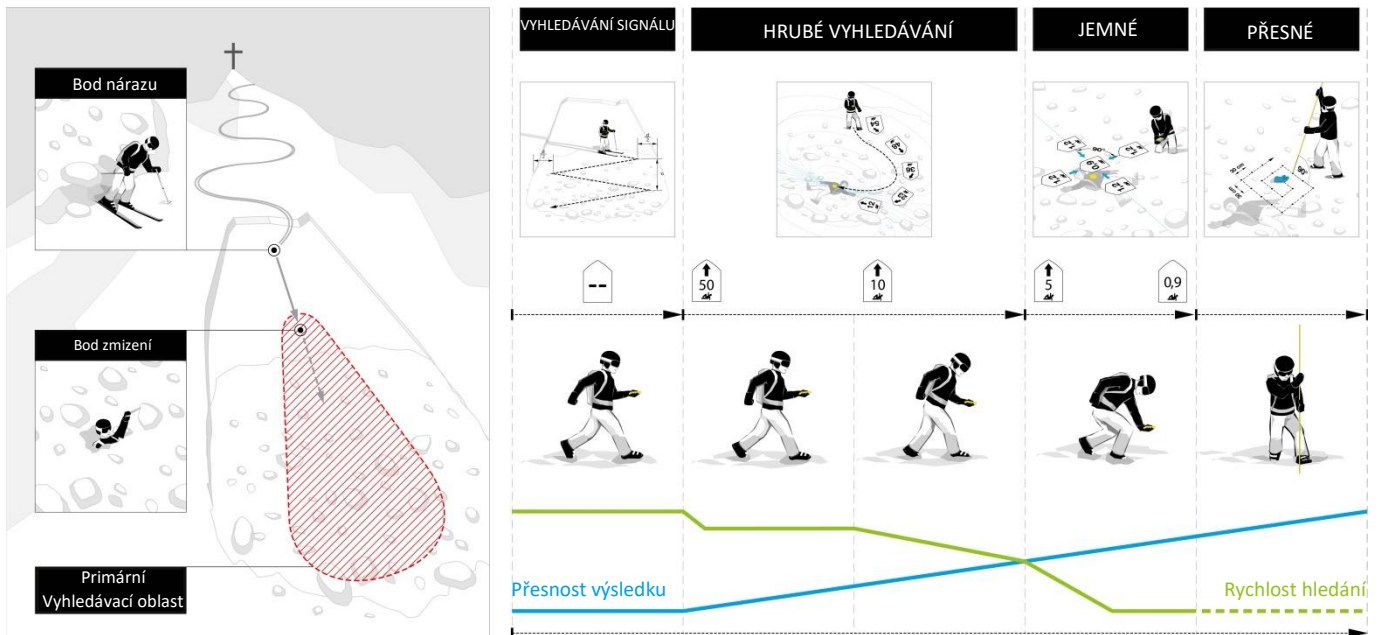 Bod nárazu
Bod zmizení
Primární
Vyhledávací oblast
VYHLEDÁVÁNÍ SIGNÁLU
HRUBÉ VYHLEDÁVÁNÍ
JEMNÉ
PŘESNÉ
--
50
10
5
0,9
Přesnost výsledku
Rychlost hledání